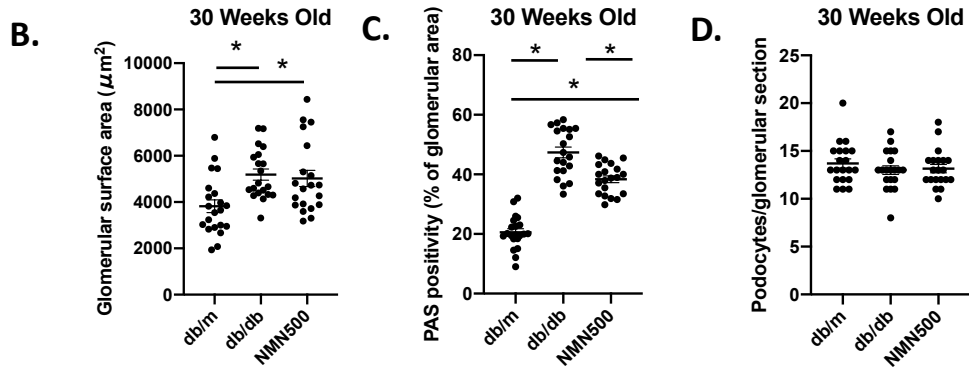 B.
30 Weeks Old
Glomerular surface area (μm²)
10000
8000
6000
4000
2000
0
*
*
db/m
db/db
NMN500
C.
30 Weeks Old
PAS positivity (% of glomerular area)
80
60
40
20
0
*
*
*
db/m
db/db
NMN500
D.
30 Weeks Old
Podocytes/glomerular section
25
20
15
10
5
0
db/m
db/db
NMN500